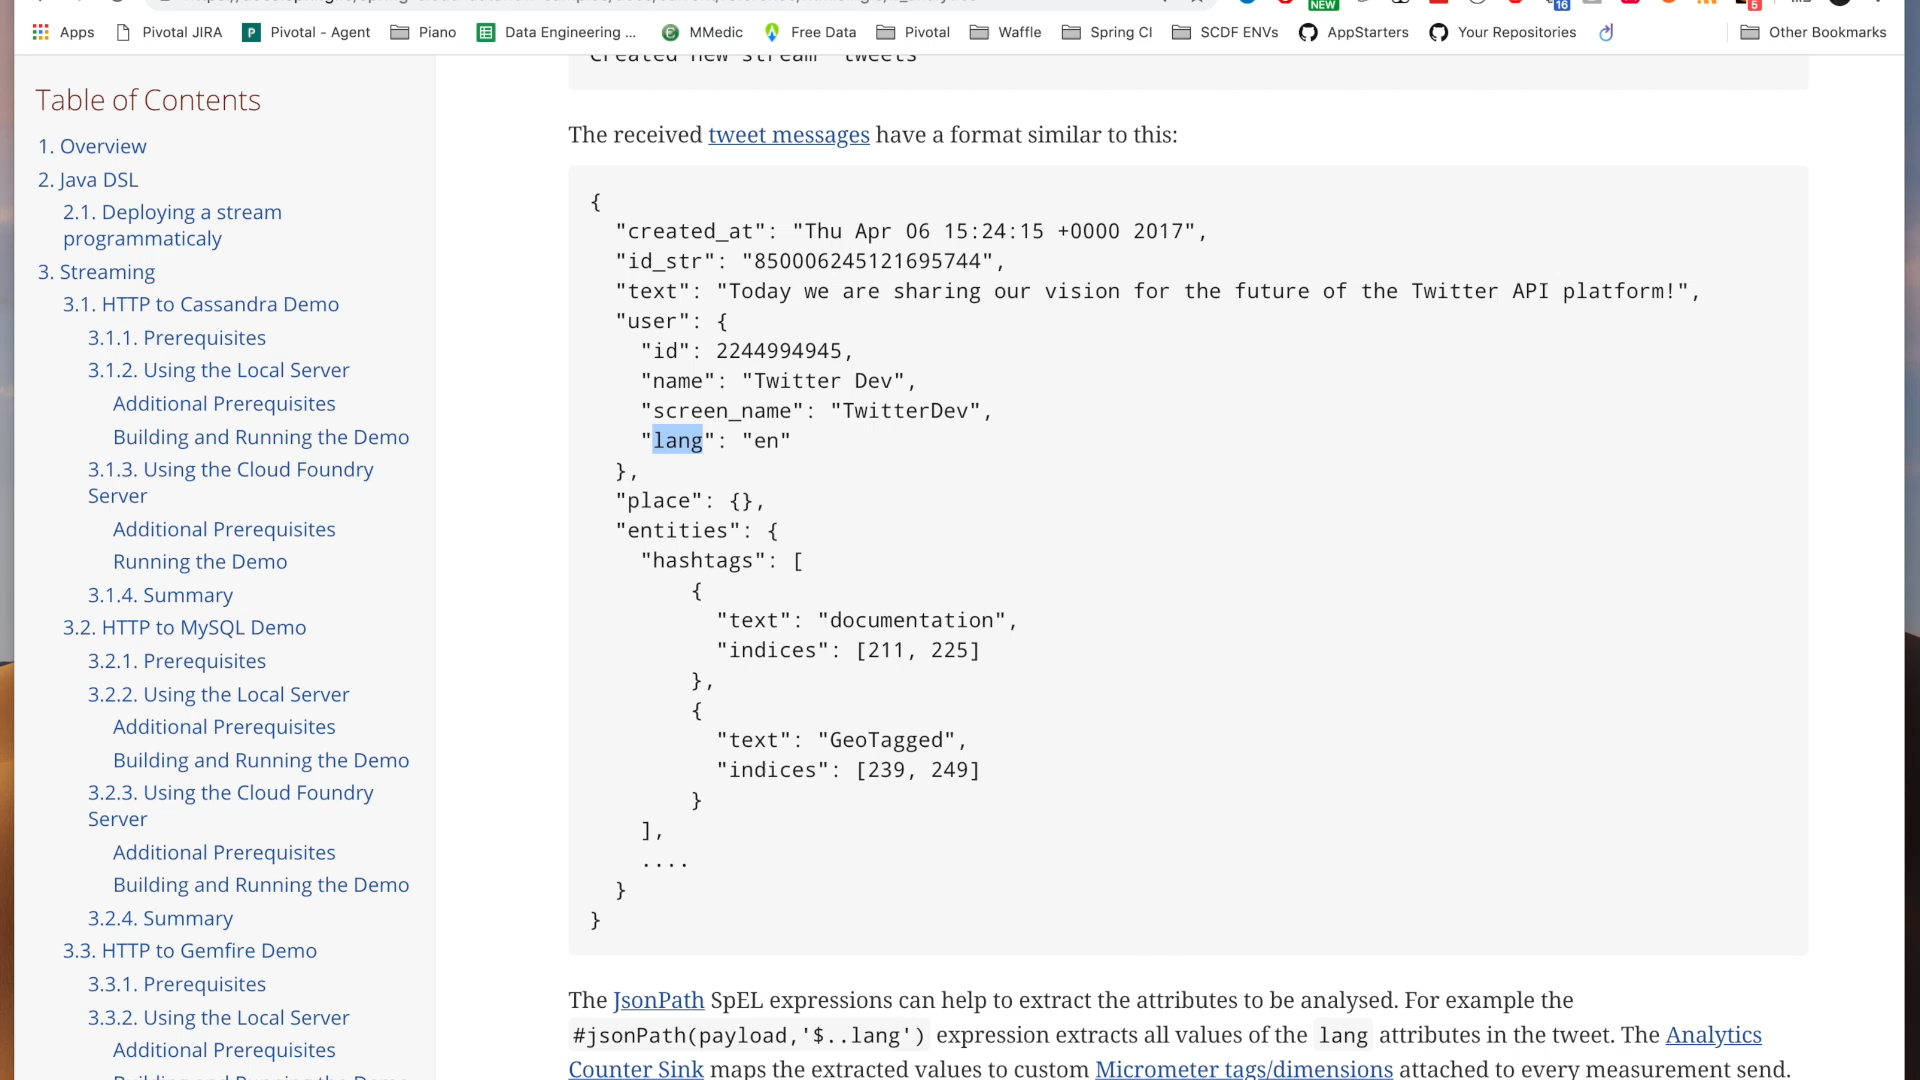 Apps Pivotal JIRA Pivotal - Agent Piano Data Engineering ... MMedic Free Data Pivotal Waffle Spring CI SCDF ENVs AppStarters Your Repositories Other Bookmarks
NEW 16 5
Table of Contents
1. Overview
2. Java DSL
2.1. Deploying a stream
programmaticaly
3. Streaming
3.1. HTTP to Cassandra Demo
3.1.1. Prerequisites
3.1.2. Using the Local Server
Additional Prerequisites
Building and Running the Demo
3.1.3. Using the Cloud Foundry
Server
Additional Prerequisites
Running the Demo
3.1.4. Summary
3.2. HTTP to MySQL Demo
3.2.1. Prerequisites
3.2.2. Using the Local Server
Additional Prerequisites
Building and Running the Demo
3.2.3. Using the Cloud Foundry
Server
Additional Prerequisites
Building and Running the Demo
3.2.4. Summary
3.3. HTTP to Gemfire Demo
3.3.1. Prerequisites
3.3.2. Using the Local Server
Additional Prerequisites
Building and Running the Demo
Created new stream 'tweets'
The received tweet messages have a format similar to this:
{
"created_at": "Thu Apr 06 15:24:15 +0000 2017",
"id_str": "850006245121695744",
"text": "Today we are sharing our vision for the future of the Twitter API platform!",
"user": {
"id": 2244994945,
"name": "Twitter Dev",
"screen_name": "TwitterDev",
"lang": "en"
},
"place": {},
"entities": {
"hashtags": [
{
"text": "documentation",
"indices": [211, 225]
},
{
"text": "GeoTagged",
"indices": [239, 249]
}
],
....
}
}
The JsonPath SpEL expressions can help to extract the attributes to be analysed. For example the
#jsonPath(payload,'$..lang') expression extracts all values of the lang attributes in the tweet. The Analytics
Counter Sink maps the extracted values to custom Micrometer tags/dimensions attached to every measurement send.